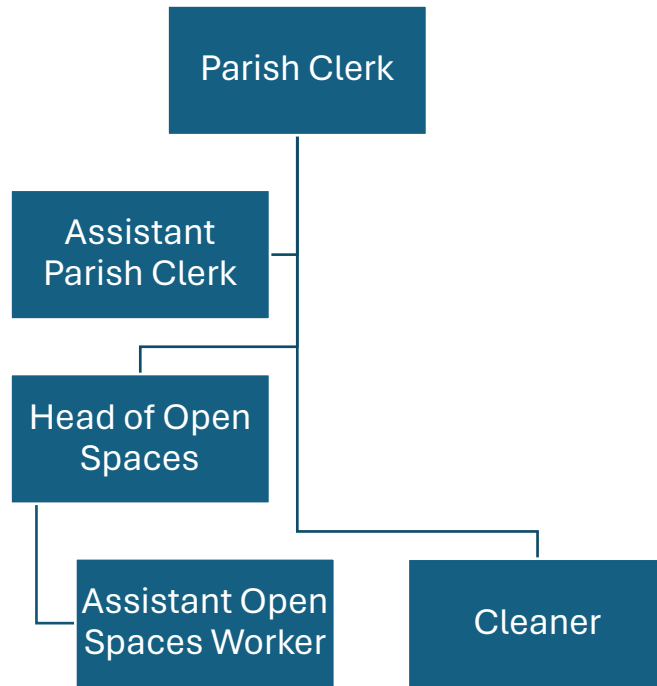 Parish Clerk
Assistant
Parish Clerk
Head of Open
Spaces
Assistant Open
Spaces Worker
Cleaner